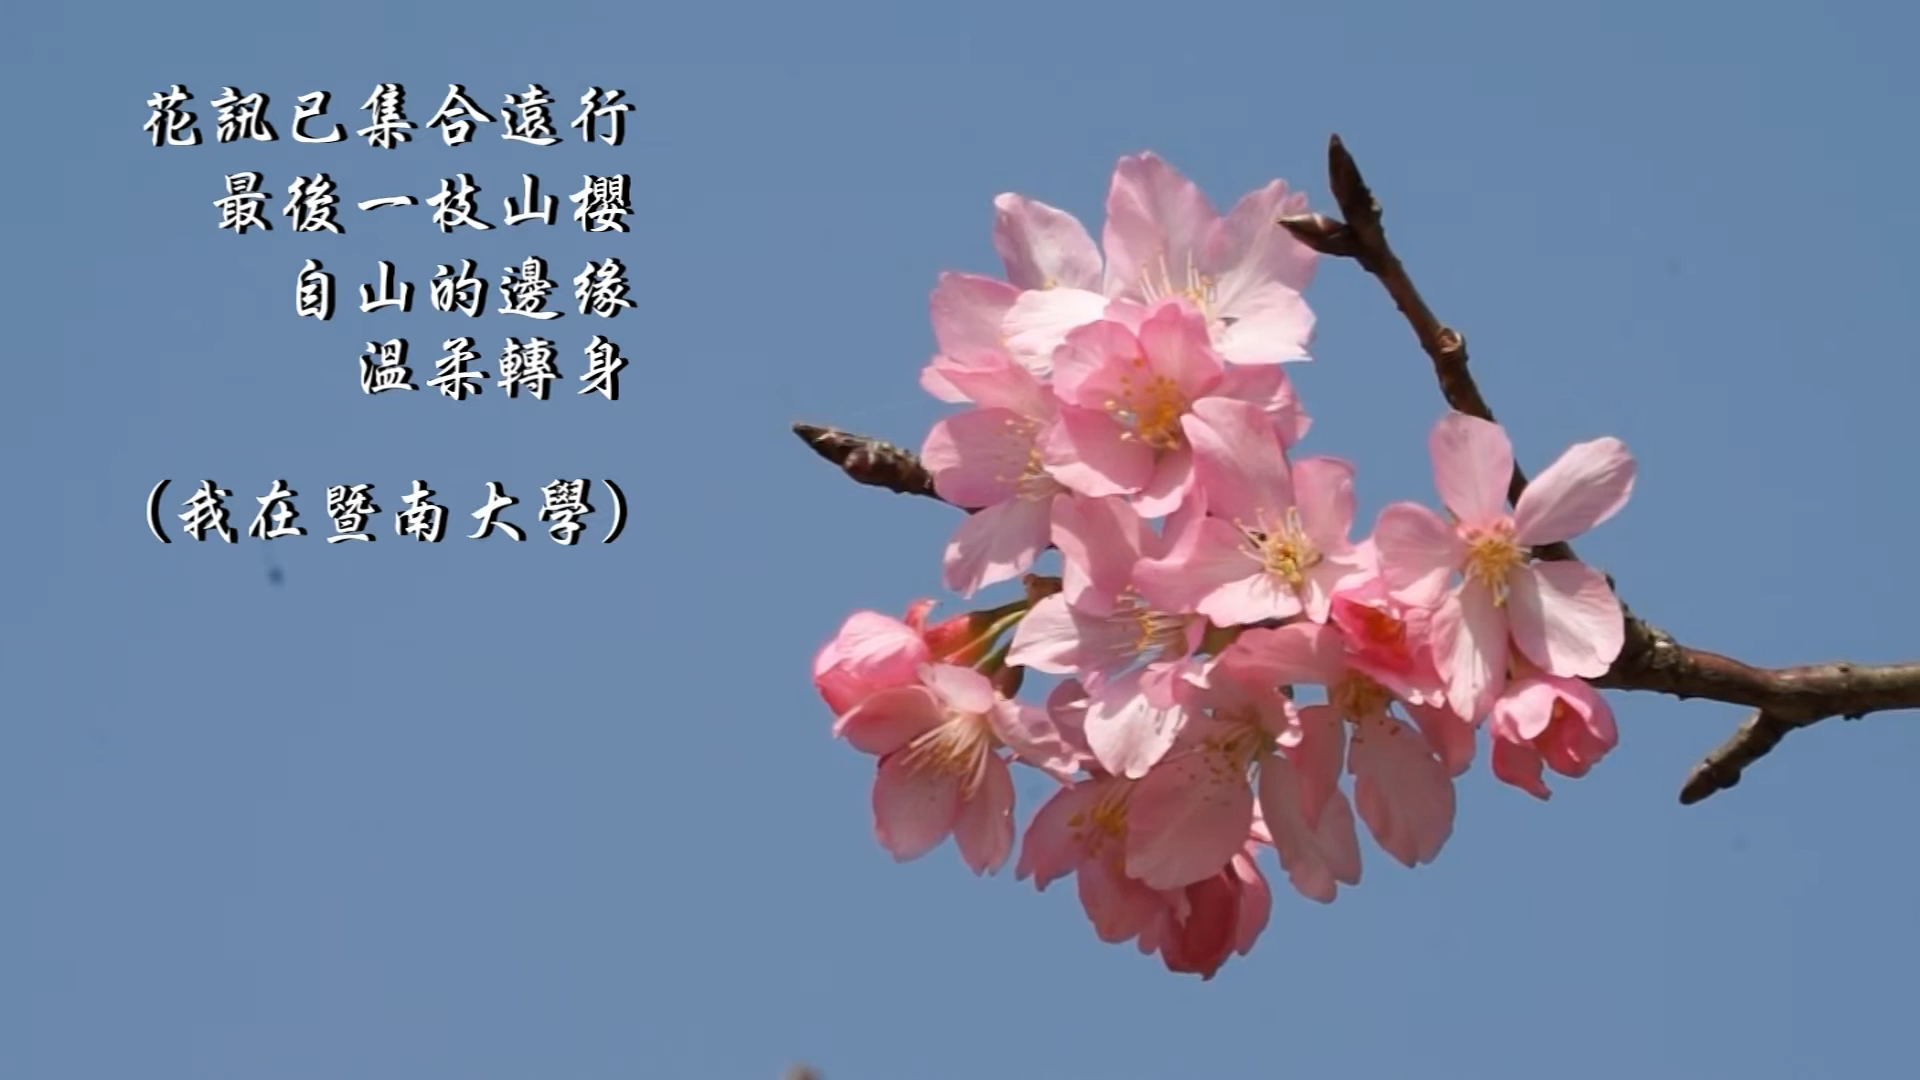 花訊已集合遠行
最後一枝山櫻
自山的邊緣
溫柔轉身
(我在暨南大學)